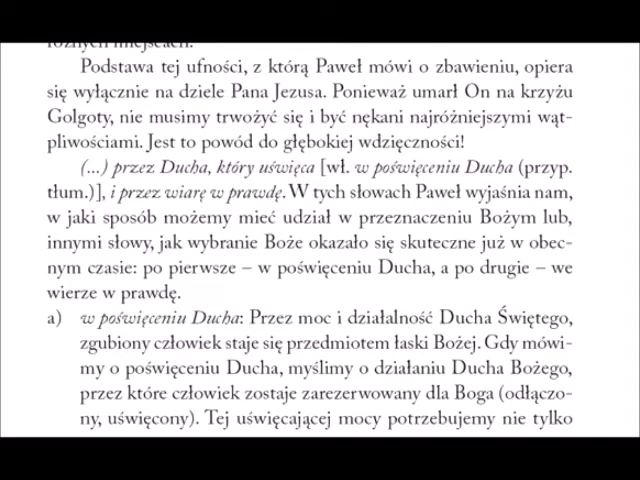 różnych miejscach.
Podstawa tej ufności, z którą Paweł mówi o zbawieniu, opiera
się wyłącznie na dziele Pana Jezusa. Ponieważ umarł On na krzyżu
Golgoty, nie musimy trwożyć się i być nękani najróżniejszymi wąt-
pliwościami. Jest to powód do głębokiej wdzięczności!
(...) przez Ducha, który uświęca [wł. w poświęceniu Ducha (przyp.
tłum.)], i przez wiarę w prawdę. W tych słowach Paweł wyjaśnia nam,
w jaki sposób możemy mieć udział w przeznaczeniu Bożym lub,
innymi słowy, jak wybranie Boże okazało się skuteczne już w obec-
nym czasie: po pierwsze – w poświęceniu Ducha, a po drugie – we
wierze w prawdę.
a) w poświęceniu Ducha: Przez moc i działalność Ducha Świętego,
zgubiony człowiek staje się przedmiotem łaski Bożej. Gdy mówi-
my o poświęceniu Ducha, myślimy o działaniu Ducha Bożego,
przez które człowiek zostaje zarezerwowany dla Boga (odłączo-
ny, uświęcony). Tej uświęcającej mocy potrzebujemy nie tylko